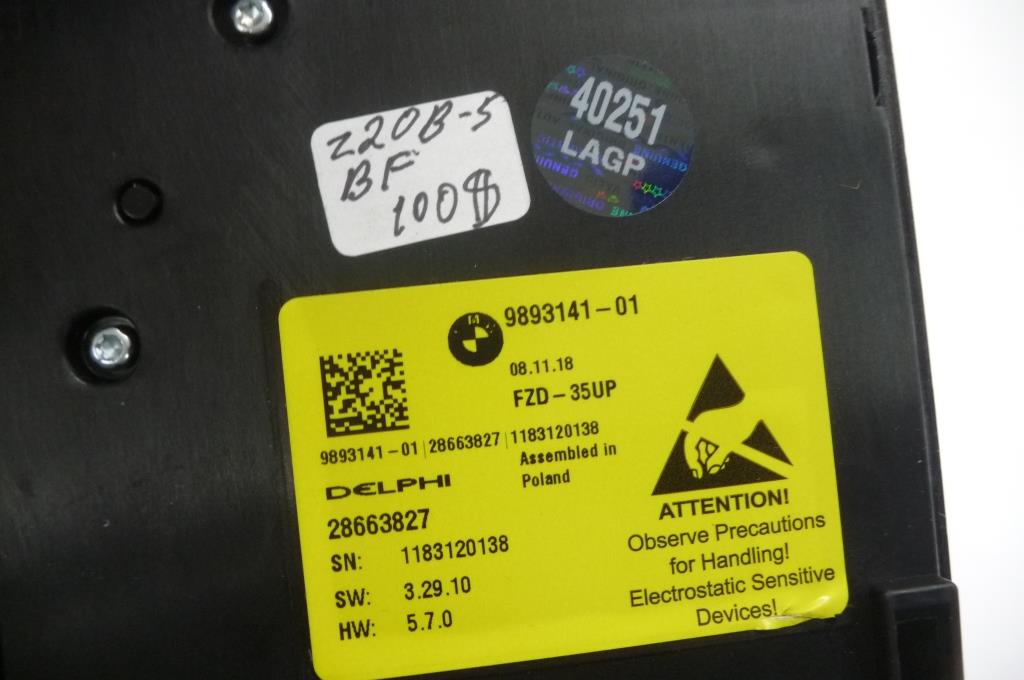 z20B-5
BF
100$
40251
LAGP
9893141-01
08.11.18
FZD-35UP
9893141-01|28663827|1183120138
Assembled in
Poland
DELPHI
28663827
SN: 1183120138
SW: 3.29.10
HW: 5.7.0
ATTENTION!
Observe Precautions
for Handling!
Electrostatic Sensitive
Devices!